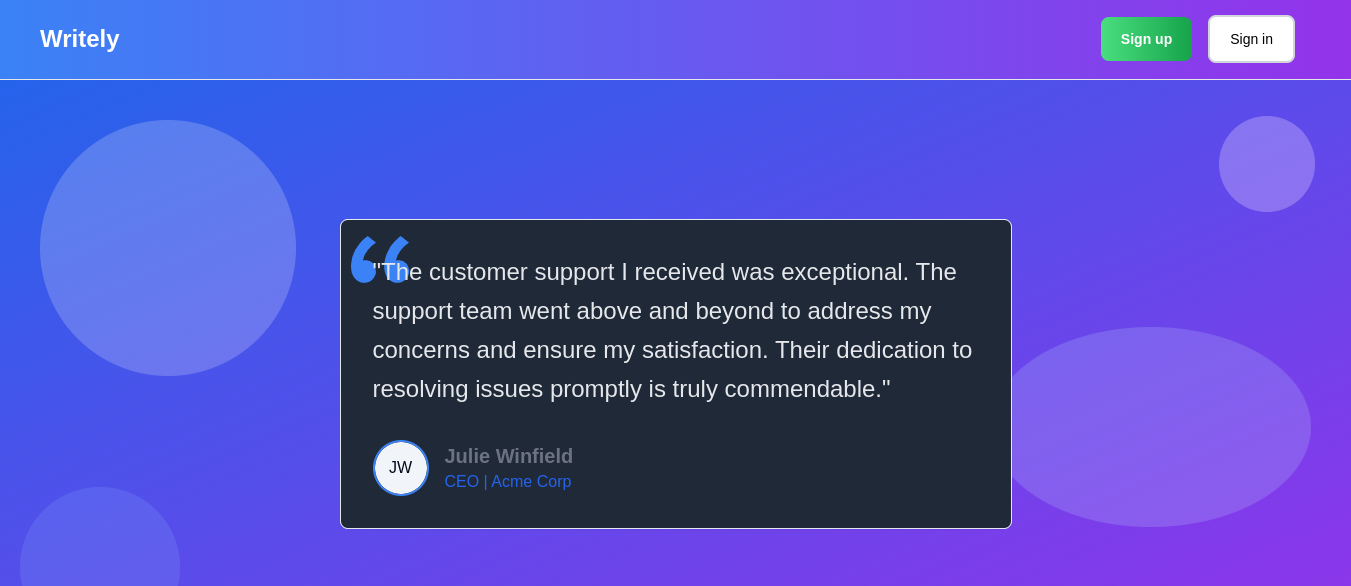 Writely
Sign up
Sign in
"The customer support I received was exceptional. The
support team went above and beyond to address my
concerns and ensure my satisfaction. Their dedication to
resolving issues promptly is truly commendable."
JW
Julie Winfield
CEO | Acme Corp